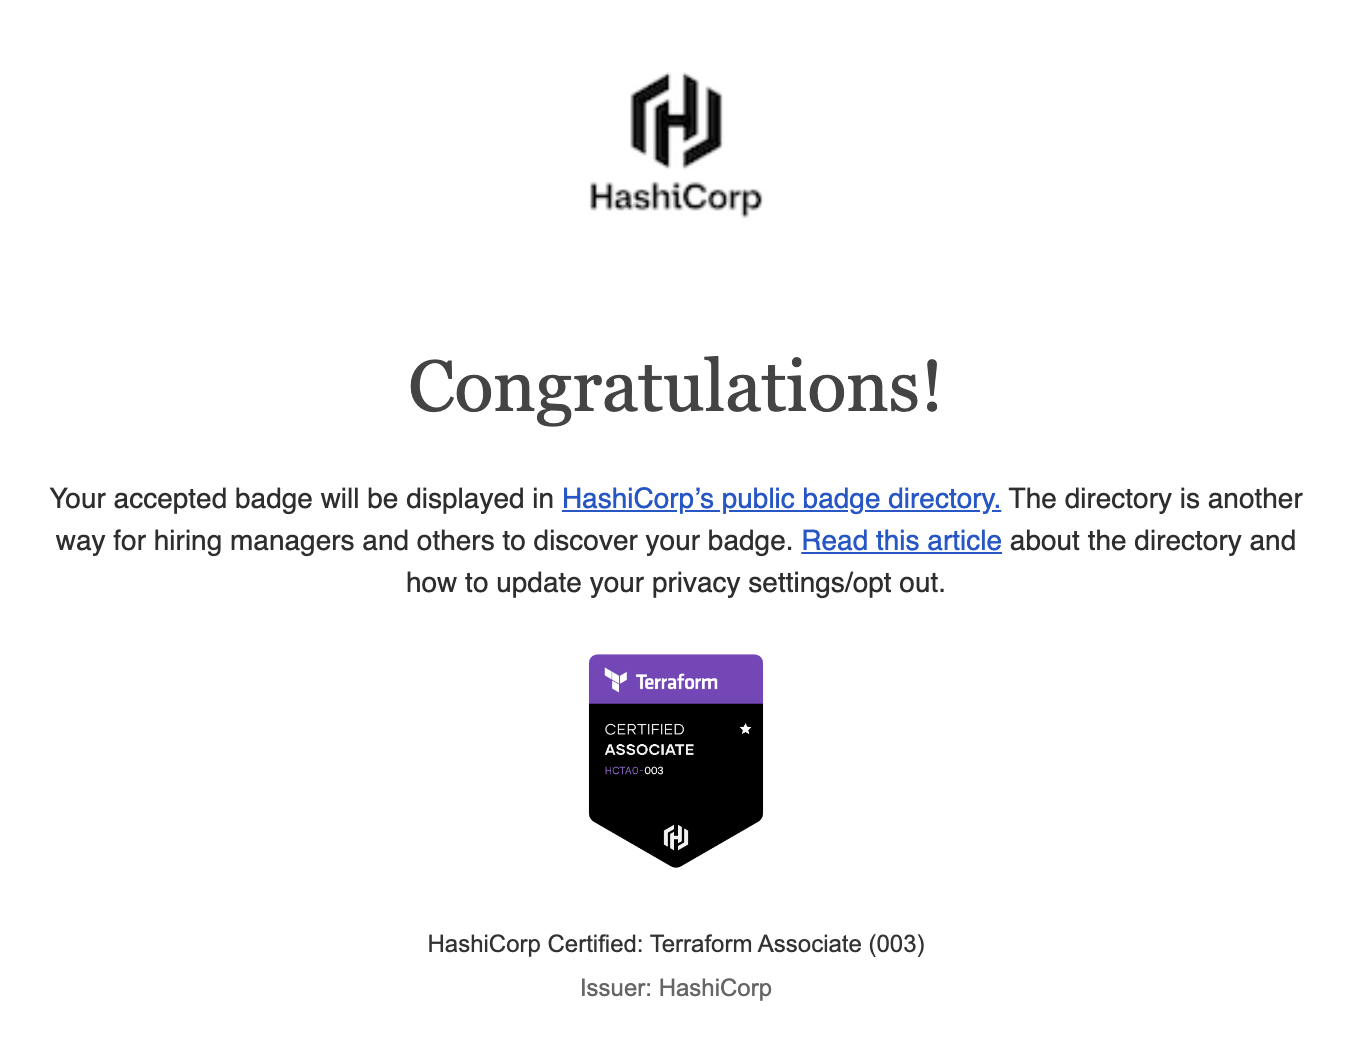 HashiCorp
Congratulations!
Your accepted badge will be displayed in HashiCorp’s public badge directory. The directory is another
way for hiring managers and others to discover your badge. Read this article about the directory and
how to update your privacy settings/opt out.
Terraform
CERTIFIED
ASSOCIATE
HCTA0-003
HashiCorp Certified: Terraform Associate (003)
Issuer: HashiCorp